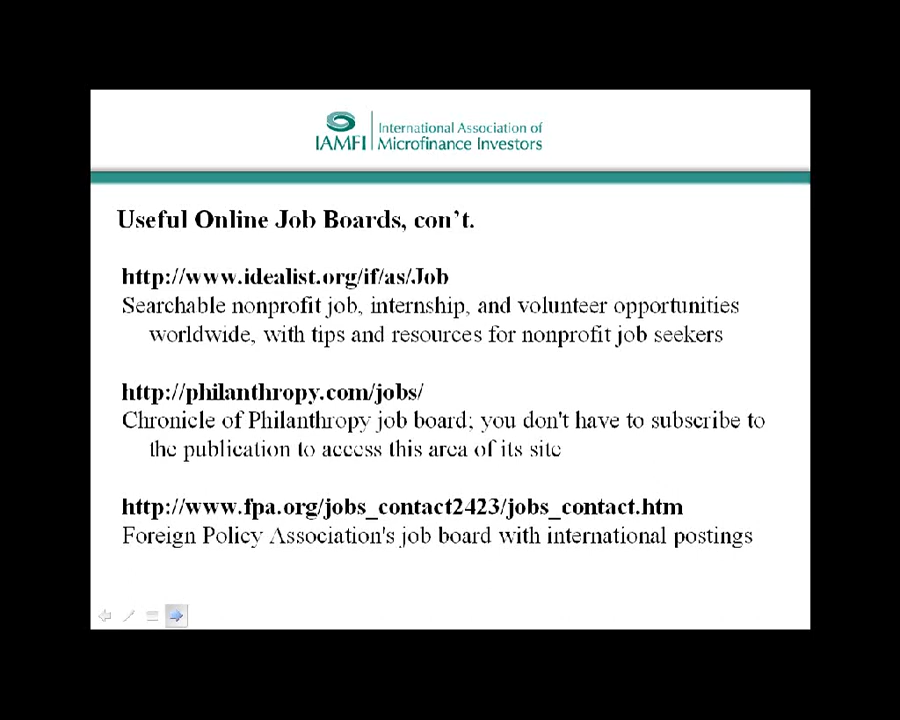 IAMFI
International Association of
Microfinance Investors
Useful Online Job Boards, con't.
http://www.idealist.org/if/as/Job
Searchable nonprofit job, internship, and volunteer opportunities
worldwide, with tips and resources for nonprofit job seekers
http://philanthropy.com/jobs/
Chronicle of Philanthropy job board; you don't have to subscribe to
the publication to access this area of its site
http://www.fpa.org/jobs_contact2423/jobs_contact.htm
Foreign Policy Association's job board with international postings